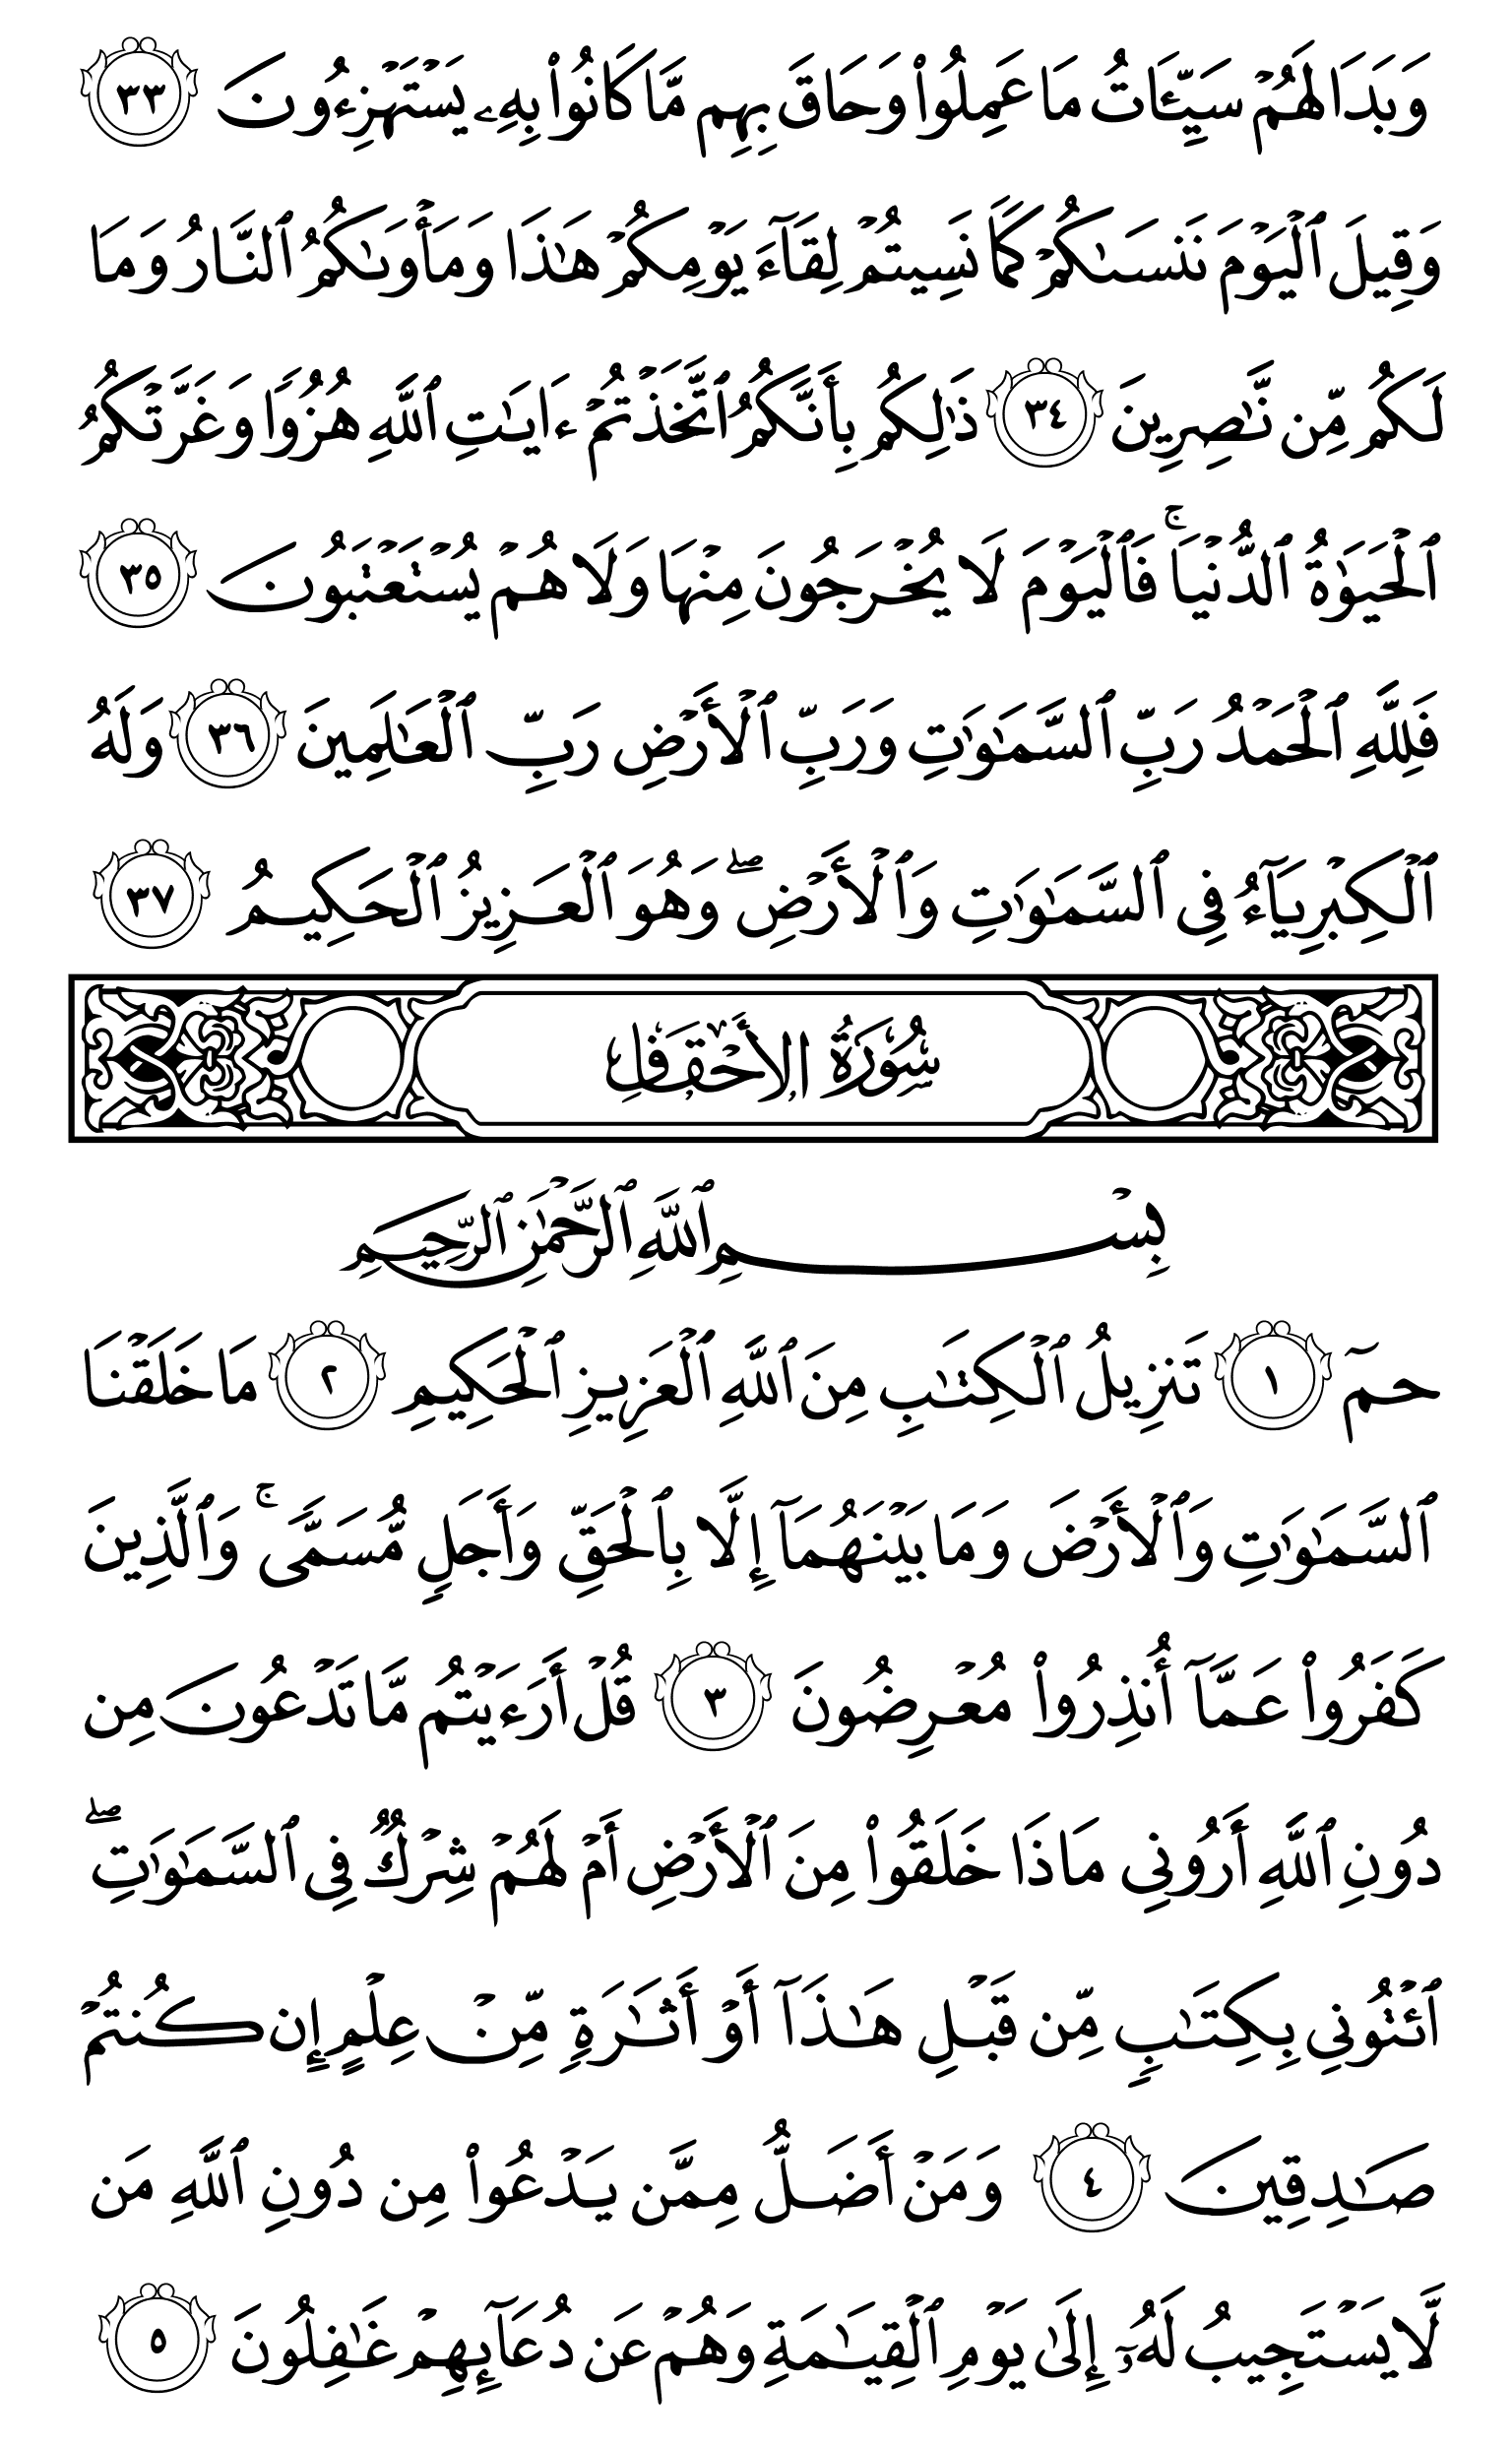 وَبَدَا لَهُمْ سَيِّـَٔاتُ مَا عَمِلُوا۟ وَحَاقَ بِهِم مَّا كَانُوا۟ بِهِۦ يَسْتَهْزِءُونَ ٣٣
وَقِيلَ ٱلْيَوْمَ نَنسَىٰكُمْ كَمَا نَسِيتُمْ لِقَآءَ يَوْمِكُمْ هَٰذَا وَمَأْوَىٰكُمُ ٱلنَّارُ وَمَا
لَكُم مِّن نَّٰصِرِينَ ٣٤ ذَٰلِكُم بِأَنَّكُمُ ٱتَّخَذْتُمْ ءَايَٰتِ ٱللَّهِ هُزُوًا وَغَرَّتْكُمُ
ٱلْحَيَوٰةُ ٱلدُّنْيَا ۚ فَٱلْيَوْمَ لَا يُخْرَجُونَ مِنْهَا وَلَا هُمْ يُسْتَعْتَبُونَ ٣٥
فَلِلَّهِ ٱلْحَمْدُ رَبِّ ٱلسَّمَٰوَٰتِ وَرَبِّ ٱلْأَرْضِ رَبِّ ٱلْعَٰلَمِينَ ٣٦ وَلَهُ
ٱلْكِبْرِيَآءُ فِى ٱلسَّمَٰوَٰتِ وَٱلْأَرْضِ ۖ وَهُوَ ٱلْعَزِيزُ ٱلْحَكِيمُ ٣٧
سُورَةُ الأَحْقَافِ
بِسْمِ ٱللَّهِ ٱلرَّحْمَٰنِ ٱلرَّحِيمِ
حمٓ ١ تَنزِيلُ ٱلْكِتَٰبِ مِنَ ٱللَّهِ ٱلْعَزِيزِ ٱلْحَكِيمِ ٢ مَا خَلَقْنَا
ٱلسَّمَٰوَٰتِ وَٱلْأَرْضَ وَمَا بَيْنَهُمَآ إِلَّا بِٱلْحَقِّ وَأَجَلٍ مُّسَمًّى ۚ وَٱلَّذِينَ
كَفَرُوا۟ عَمَّآ أُنذِرُوا۟ مُعْرِضُونَ ٣ قُلْ أَرَءَيْتُم مَّا تَدْعُونَ مِن
دُونِ ٱللَّهِ أَرُونِى مَاذَا خَلَقُوا۟ مِنَ ٱلْأَرْضِ أَمْ لَهُمْ شِرْكٌ فِى ٱلسَّمَٰوَٰتِ ۖ
ٱئْتُونِى بِكِتَٰبٍ مِّن قَبْلِ هَٰذَآ أَوْ أَثَٰرَةٍ مِّنْ عِلْمٍ إِن كُنتُمْ
صَٰدِقِينَ ٤ وَمَنْ أَضَلُّ مِمَّن يَدْعُوا۟ مِن دُونِ ٱللَّهِ مَن
لَّا يَسْتَجِيبُ لَهُۥٓ إِلَىٰ يَوْمِ ٱلْقِيَٰمَةِ وَهُمْ عَن دُعَآئِهِمْ غَٰفِلُونَ ٥